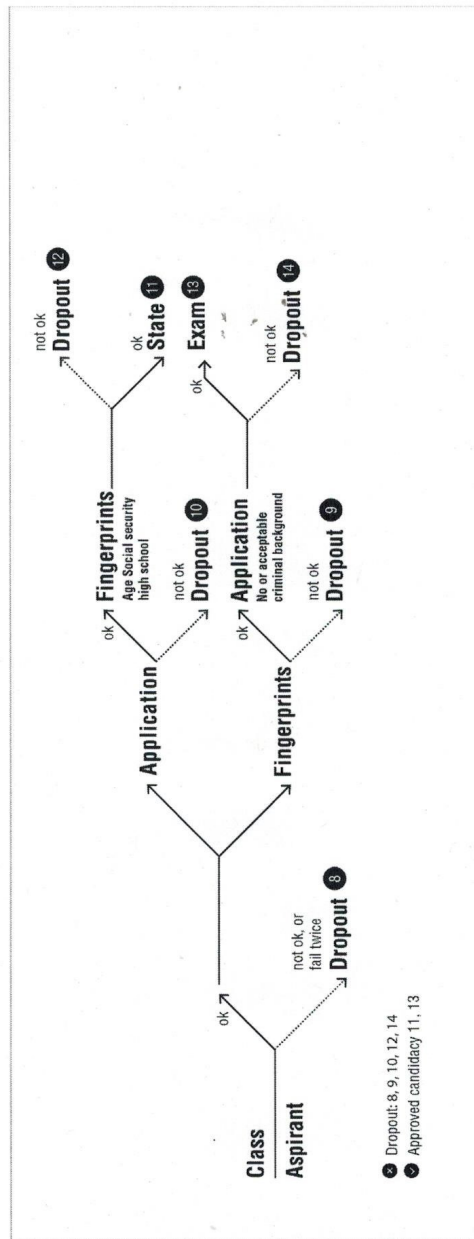 Class
Aspirant
ok
not ok, or
fail twice
Dropout 8
Application
Fingerprints
ok
Fingerprints
Age Social security
high school
not ok
Dropout 10
ok
Application
No or acceptable
criminal background
not ok
Dropout 9
not ok
Dropout 12
ok
State 11
ok
Exam 13
not ok
Dropout 14
Dropout: 8, 9, 10, 12, 14
Approved candidacy 11, 13